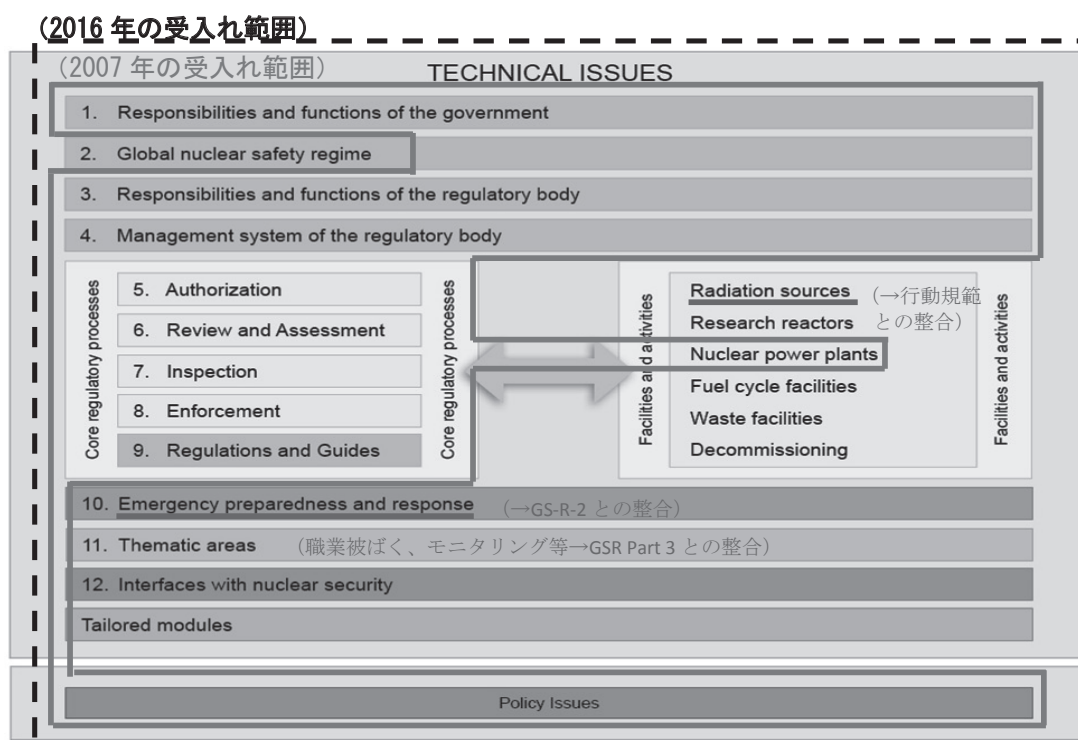 （2016 年の受入れ範囲）
（2007 年の受入れ範囲）
TECHNICAL ISSUES
1. Responsibilities and functions of the government
2. Global nuclear safety regime
3. Responsibilities and functions of the regulatory body
4. Management system of the regulatory body
Core regulatory processes
5. Authorization
6. Review and Assessment
7. Inspection
8. Enforcement
9. Regulations and Guides
Core regulatory processes
Facilities and activities
Radiation sources （→行動規範
との整合）
Research reactors
Nuclear power plants
Fuel cycle facilities
Waste facilities
Decommissioning
Facilities and activities
10. Emergency preparedness and response （→GS-R-2 との整合）
11. Thematic areas （職業被ばく、モニタリング等→GSR Part 3 との整合）
12. Interfaces with nuclear security
Tailored modules
Policy Issues